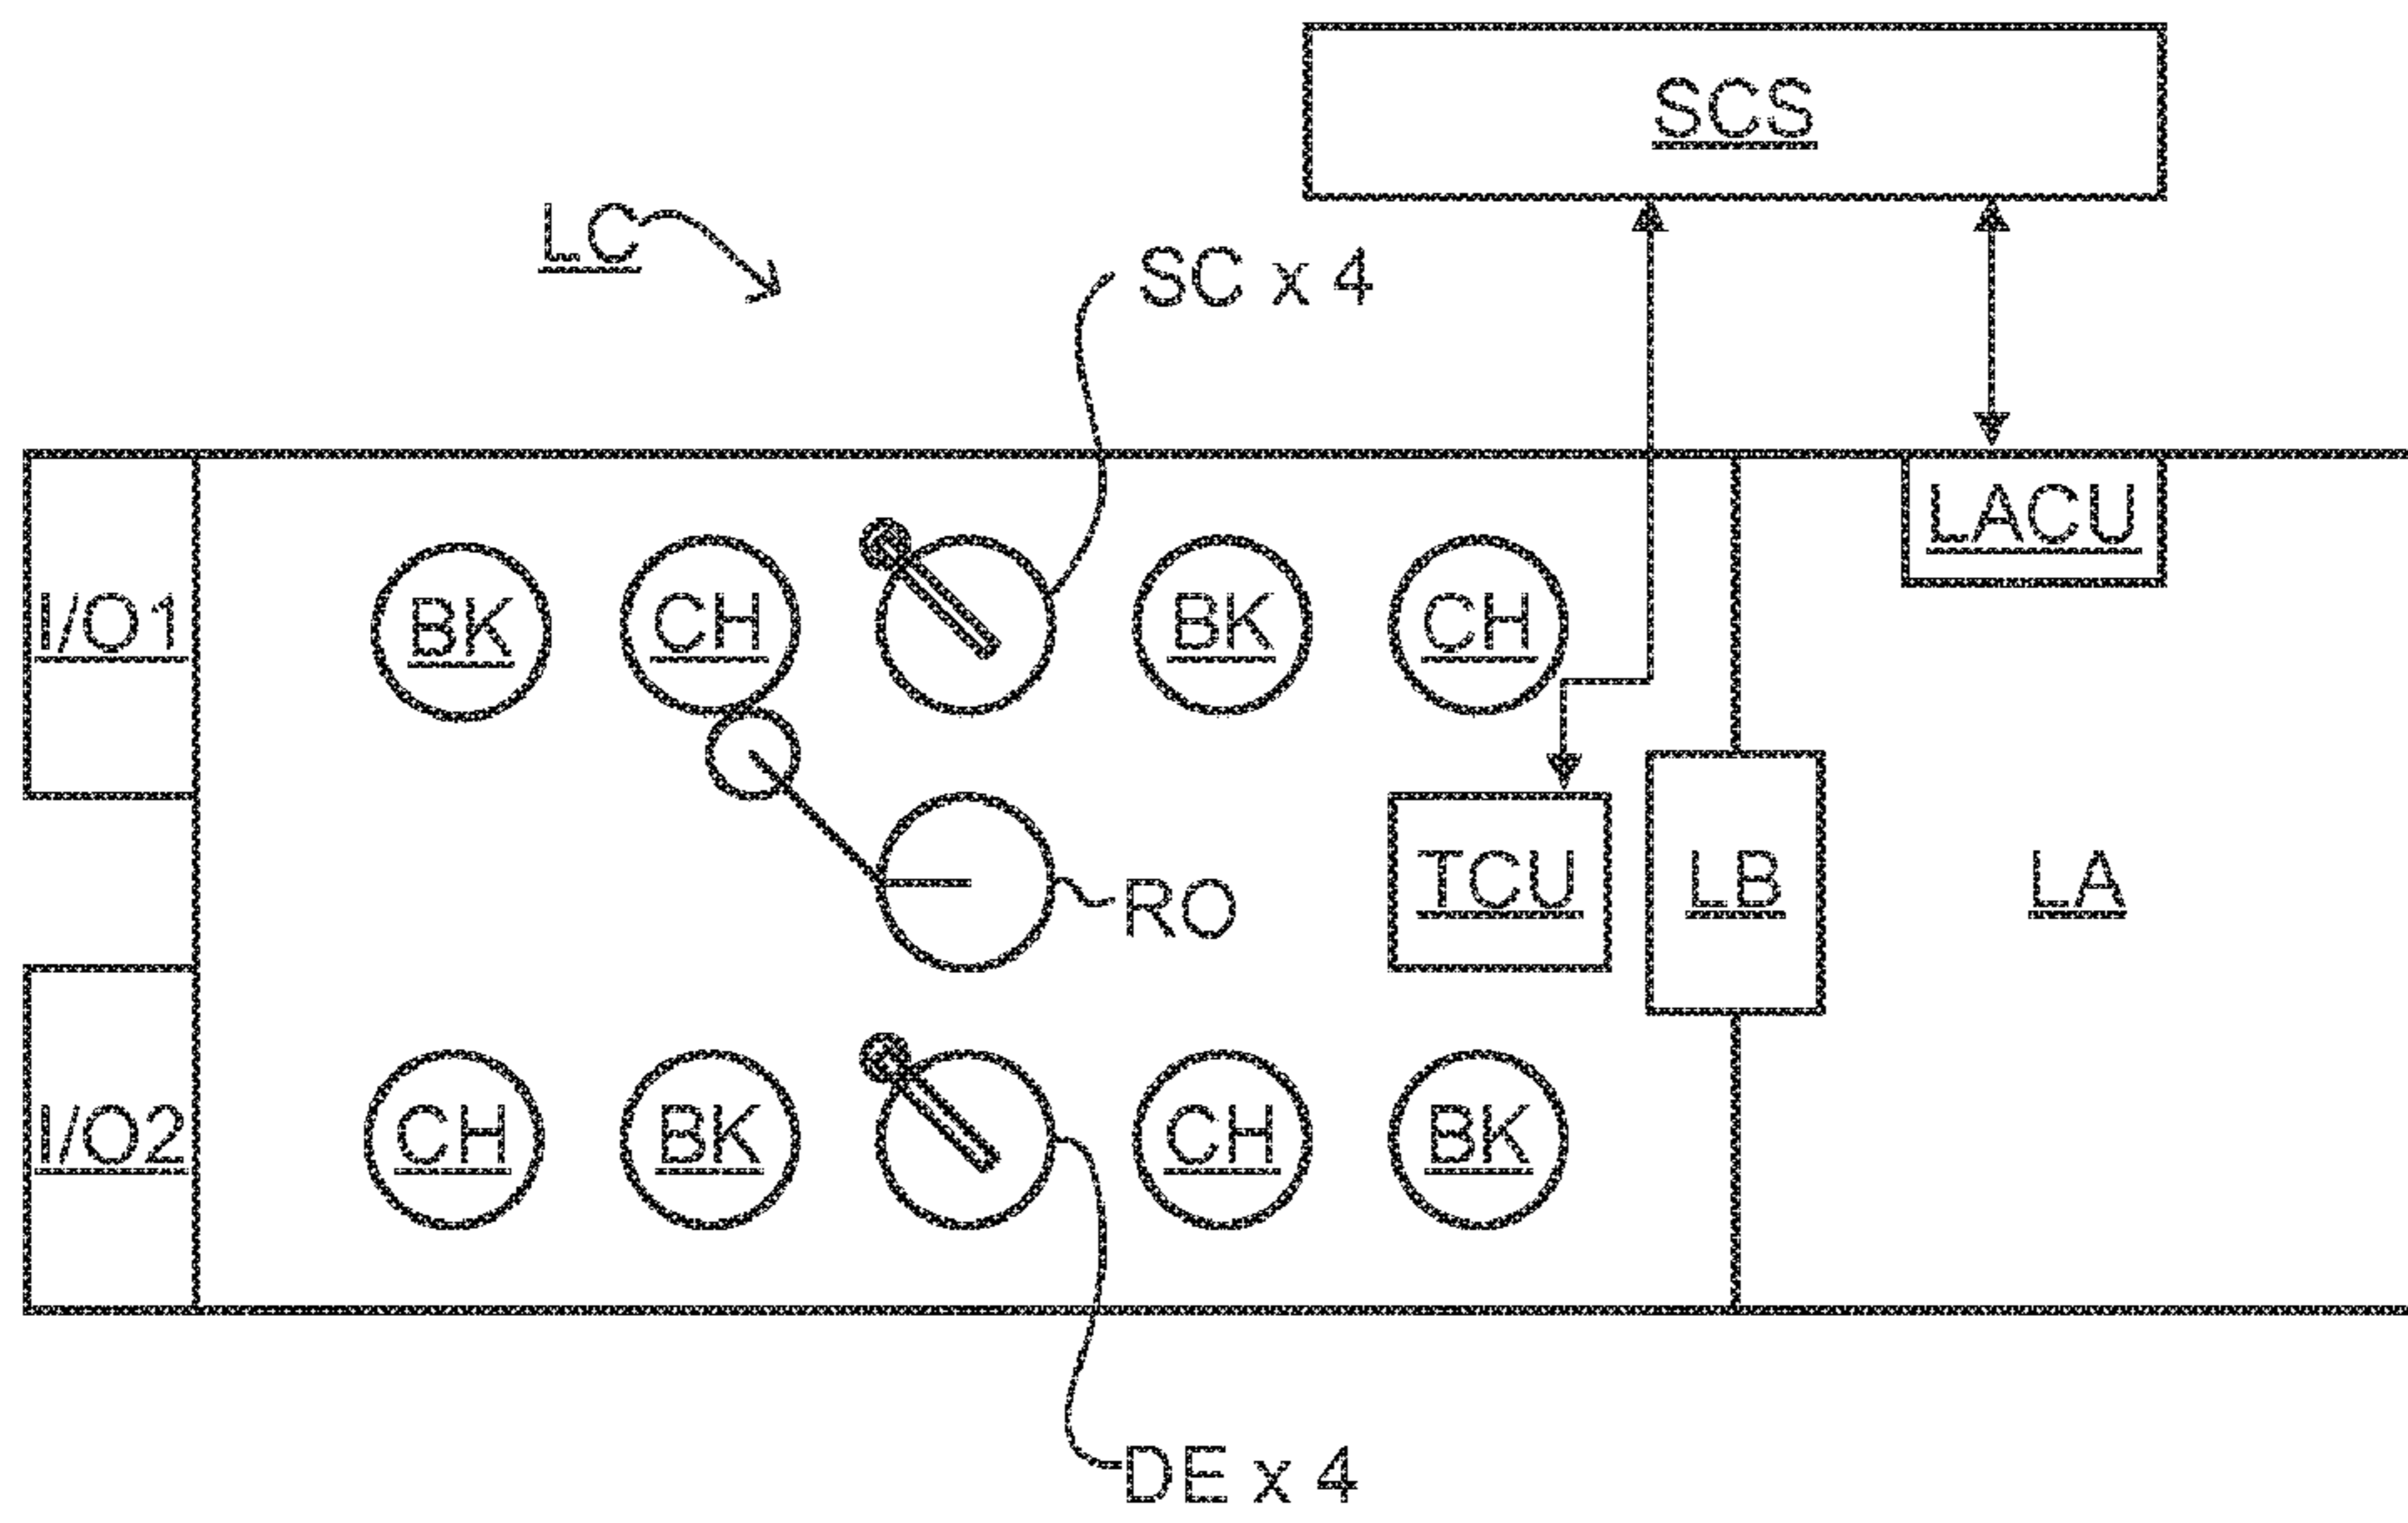 SCS
LC
SC x 4
LACU
I/O1
BK
CH
BK
CH
RO
TCU
LB
LA
I/O2
CH
BK
CH
BK
DE x 4